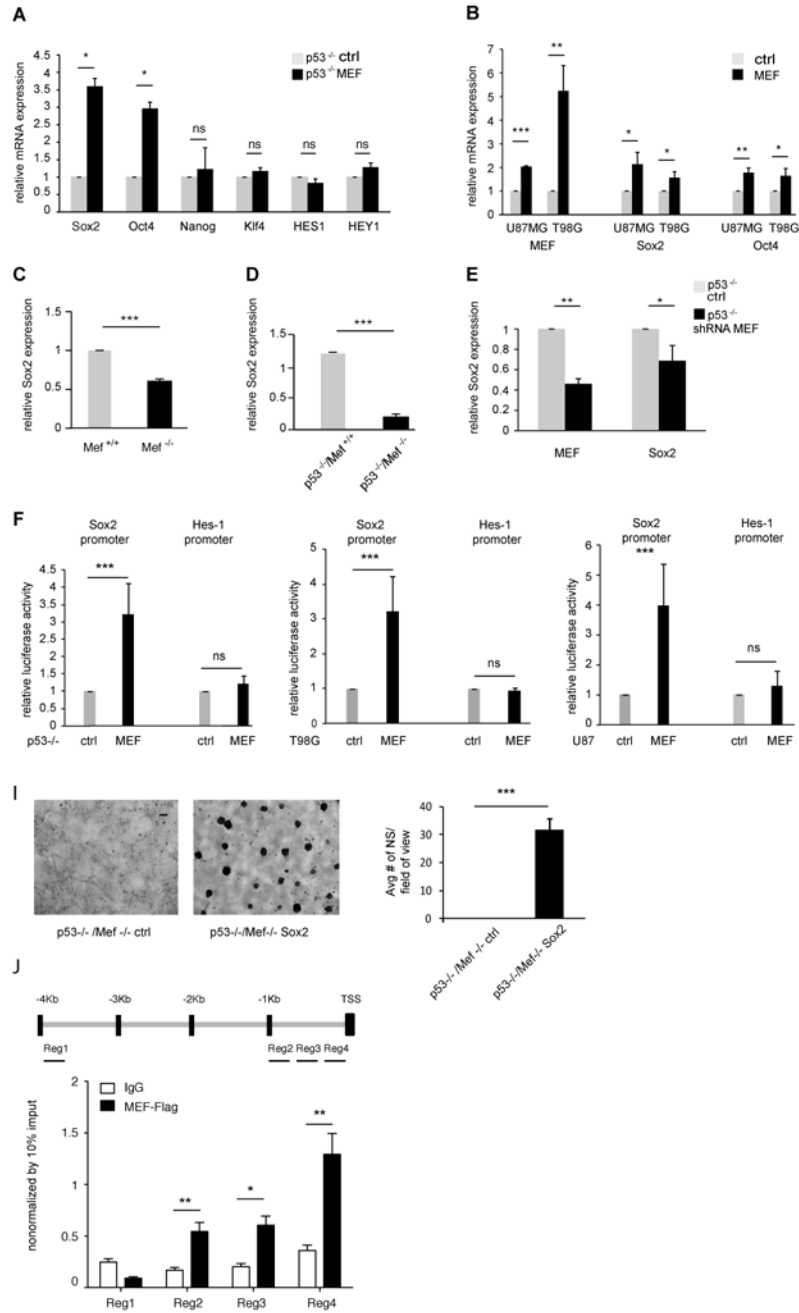 A
relative mRNA expression
4.5
4
3.5
3
2.5
2
1.5
1
0.5
0
*
*
ns
ns
ns
ns
p53-/- ctrl
p53-/- MEF
Sox2 Oct4 Nanog Klf4 HES1 HEY1
B
relative mRNA expression
7
6
5
4
3
2
1
0
***
**
*
*
**
*
ctrl
MEF
U87MG T98G U87MG T98G U87MG T98G
MEF Sox2 Oct4
C
relative Sox2 expression
1.5
1
0.5
0
***
Mef +/+ Mef -/-
D
relative Sox2 expression
1.5
1
0.5
0
***
p53-/-/Mef+/+ p53-/-/Mef-/-
E
relative Sox2 expression
1
0.8
0.6
0.4
0.2
0
**
*
p53-/-
ctrl
p53-/-
shRNA MEF
MEF Sox2
F
Sox2 promoter
Hes-1 promoter
relative luciferase activity
4.5
4
3.5
3
2.5
2
1.5
1
0.5
0
***
ns
p53-/- ctrl MEF ctrl MEF
Sox2 promoter
Hes-1 promoter
relative luciferase activity
5
4
3
2
1
0
***
ns
T98G ctrl MEF ctrl MEF
Sox2 promoter
Hes-1 promoter
relative luciferase activity
6
5
4
3
2
1
0
***
ns
U87 ctrl MEF ctrl MEF
I
p53-/- /Mef -/- ctrl
p53-/-/Mef-/- Sox2
Avg # of NS/
field of view
40
30
20
10
0
***
p53-/- /Mef -/- ctrl
p53-/-/Mef-/- Sox2
J
-4Kb -3Kb -2Kb -1Kb TSS
Reg1 Reg2 Reg3 Reg4
nonormalized by 10% imput
2
1.5
1
0.5
0
IgG
MEF-Flag
**
*
**
Reg1 Reg2 Reg3 Reg4